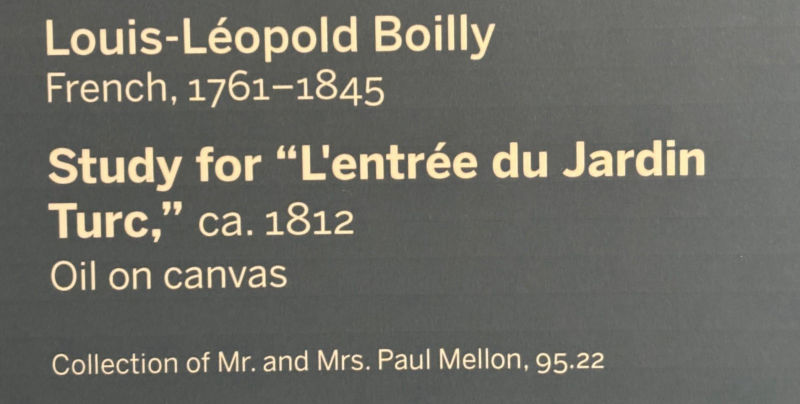 Louis-Léopold Boilly
French, 1761–1845
Study for “L'entrée du Jardin
Turc,” ca. 1812
Oil on canvas
Collection of Mr. and Mrs. Paul Mellon, 95.22